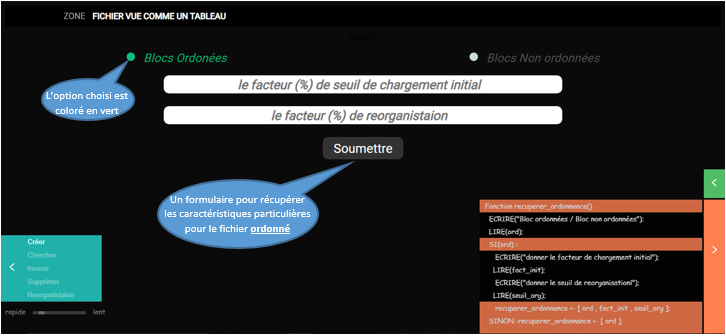 ZONE FICHIER VUE COMME UN TABLEAU
Blocs Ordonées
Blocs Non ordonnées
L'option choisi est
coloré en vert
le facteur (%) de seuil de chargement initial
le facteur (%) de reorganistaion
Soumettre
Un formulaire pour récupérer
les caractéristiques particulières
pour le fichier ordonné
Créer
Chercher
Inserer
Supprimer
Reorganistaion
rapide
lent
Fonction recuperer_ordonnance()
ECRIRE("Bloc ordonnées / Bloc non ordonnées");
LIRE(ord);
SI(ord) :
ECRIRE("donner le facteur de chargement initial");
LIRE(fact_init);
ECRIRE("donner le seuil de reorganisationl");
LIRE(seuil_org);
recuperer_ordonnance <- [ ord , fact_init , seuil_org ];
SINON :recuperer_ordonnance <- [ ord ];